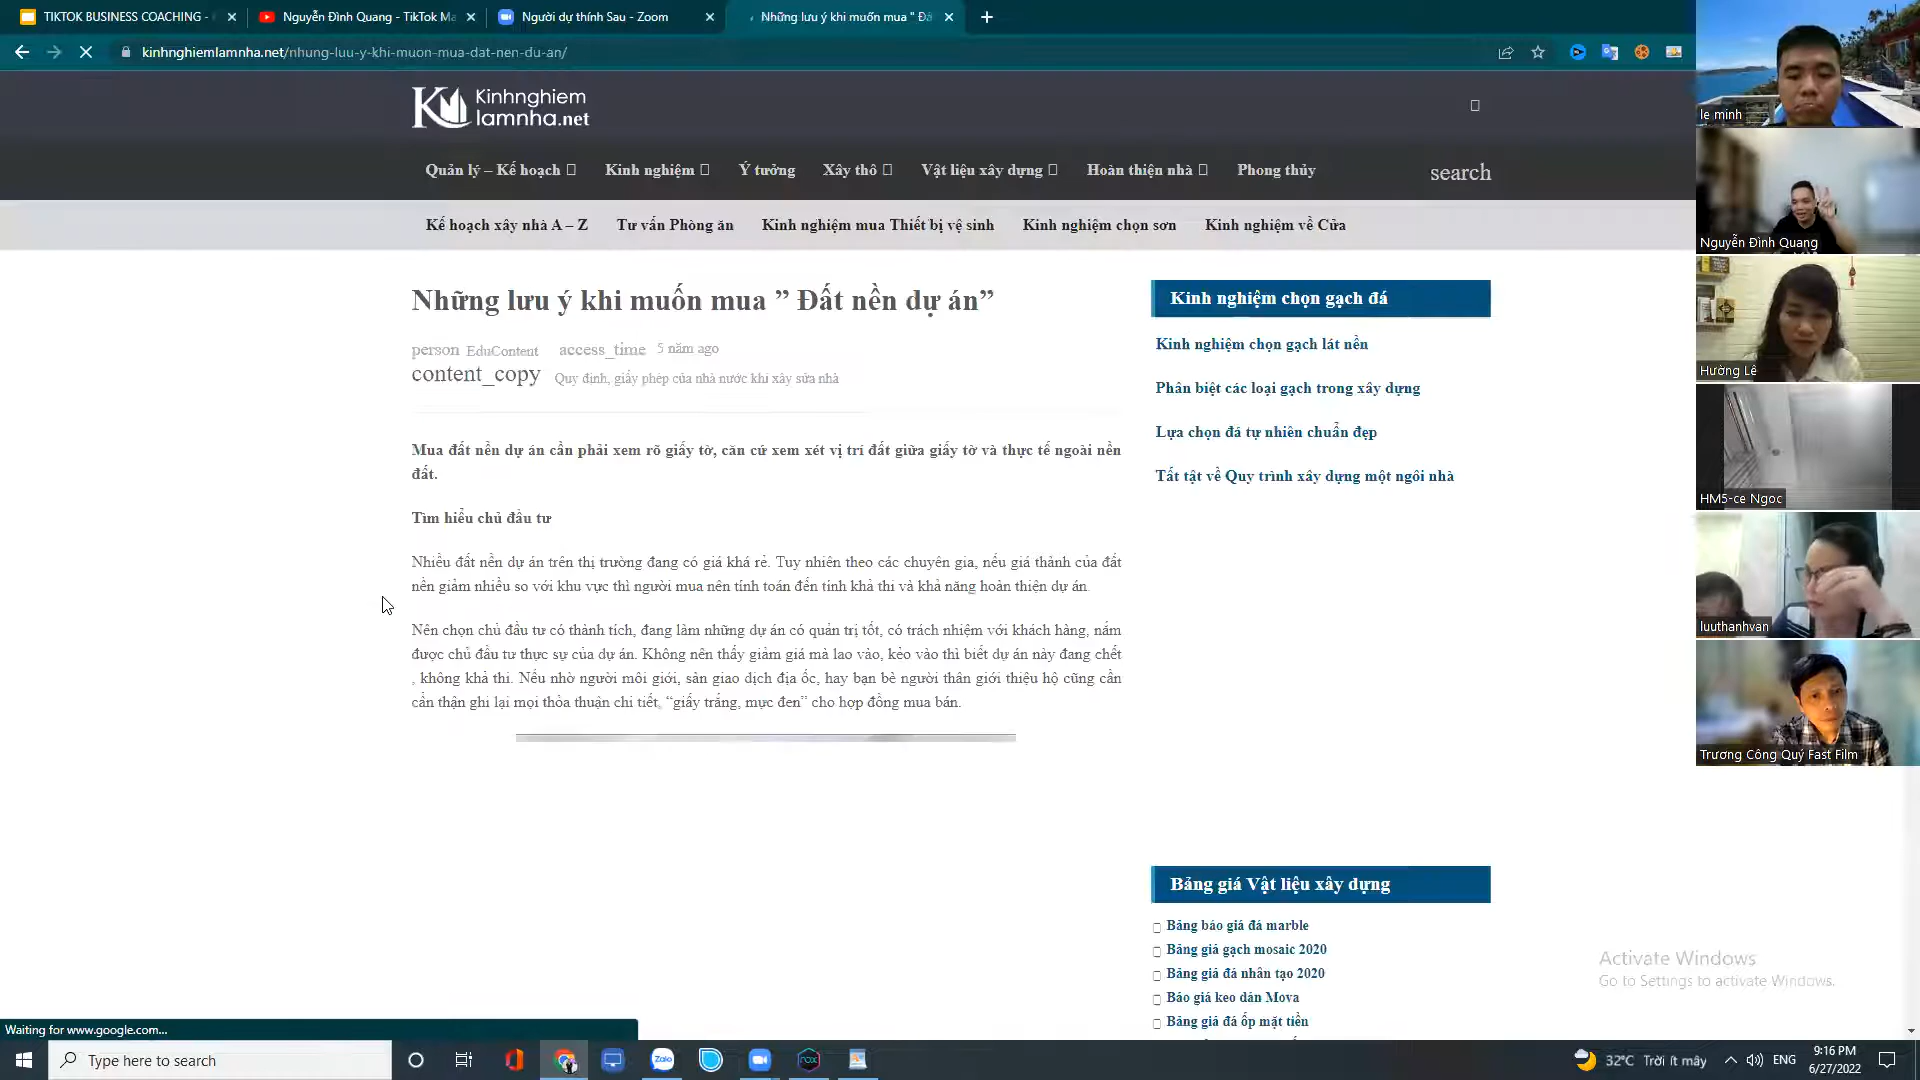 TIKTOK BUSINESS COACHING -
Nguyễn Đình Quang - TikTok Ma
Người dự thính Sau - Zoom
Những lưu ý khi muốn mua " Đấ
kinhnghiemlamnha.net/nhung-luu-y-khi-muon-mua-dat-nen-du-an/
Kinhnghiem
lamnha.net
Quản lý – Kế hoạch
Kinh nghiệm
Ý tưởng
Xây thô
Vật liệu xây dựng
Hoàn thiện nhà
Phong thủy
search
Kế hoạch xây nhà A – Z
Tư vấn Phòng ăn
Kinh nghiệm mua Thiết bị vệ sinh
Kinh nghiệm chọn sơn
Kinh nghiệm về Cửa
Những lưu ý khi muốn mua ” Đất nền dự án”
person EduContent access_time 5 năm ago
content_copy Quy định, giấy phép của nhà nước khi xây sửa nhà
Mua đất nền dự án cần phải xem rõ giấy tờ, căn cứ xem xét vị trí đất giữa giấy tờ và thực tế ngoài nền
đất.
Tìm hiểu chủ đầu tư
Nhiều đất nền dự án trên thị trường đang có giá khá rẻ. Tuy nhiên theo các chuyên gia, nếu giá thành của đất
nền giảm nhiều so với khu vực thì người mua nên tính toán đến tính khả thi và khả năng hoàn thiện dự án.
Nên chọn chủ đầu tư có thành tích, đang làm những dự án có quản trị tốt, có trách nhiệm với khách hàng, nắm
được chủ đầu tư thực sự của dự án. Không nên thấy giảm giá mà lao vào, kẻo vào thì biết dự án này đang chết
, không khả thi. Nếu nhờ người môi giới, sàn giao dịch địa ốc, hay bạn bè người thân giới thiệu hộ cũng cần
cẩn thận ghi lại mọi thỏa thuận chi tiết, “giấy trắng, mực đen” cho hợp đồng mua bán.
Kinh nghiệm chọn gạch đá
Kinh nghiệm chọn gạch lát nền
Phân biệt các loại gạch trong xây dựng
Lựa chọn đá tự nhiên chuẩn đẹp
Tất tật về Quy trình xây dựng một ngôi nhà
Bảng giá Vật liệu xây dựng
Bảng báo giá đá marble
Bảng giá gạch mosaic 2020
Bảng giá đá nhân tạo 2020
Báo giá keo dán Mova
Bảng giá đá ốp mặt tiền
le minh
Nguyễn Đình Quang
Hường Lê
HM5-ce Ngoc
luuthanhvan
Trương Công Quý Fast Film
Activate Windows
Go to Settings to activate Windows.
Waiting for www.google.com...
Type here to search
Zalo
nox
32°C Trời ít mây
ENG
9:16 PM
6/27/2022